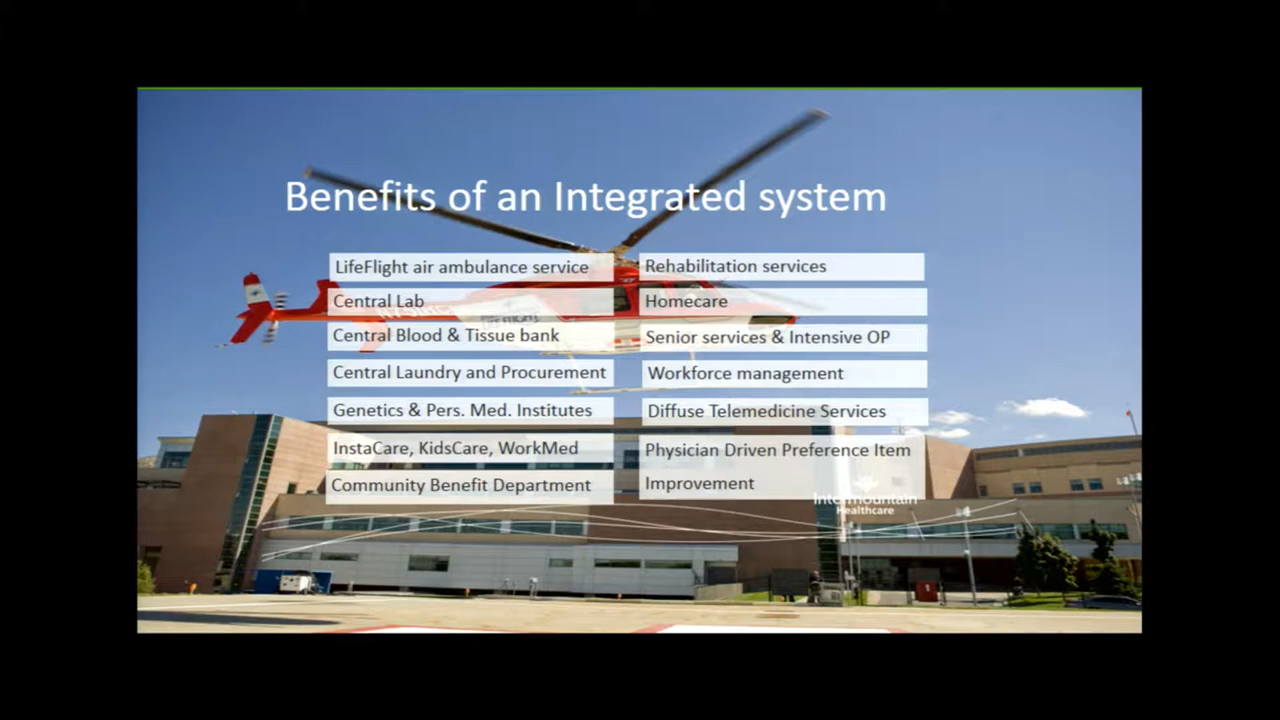 Benefits of an Integrated system
LifeFlight air ambulance service
Central Lab
Central Blood & Tissue bank
Central Laundry and Procurement
Genetics & Pers. Med. Institutes
InstaCare, KidsCare, WorkMed
Community Benefit Department
Rehabilitation services
Homecare
Senior services & Intensive OP
Workforce management
Diffuse Telemedicine Services
Physician Driven Preference Item
Improvement
Intermountain
Healthcare